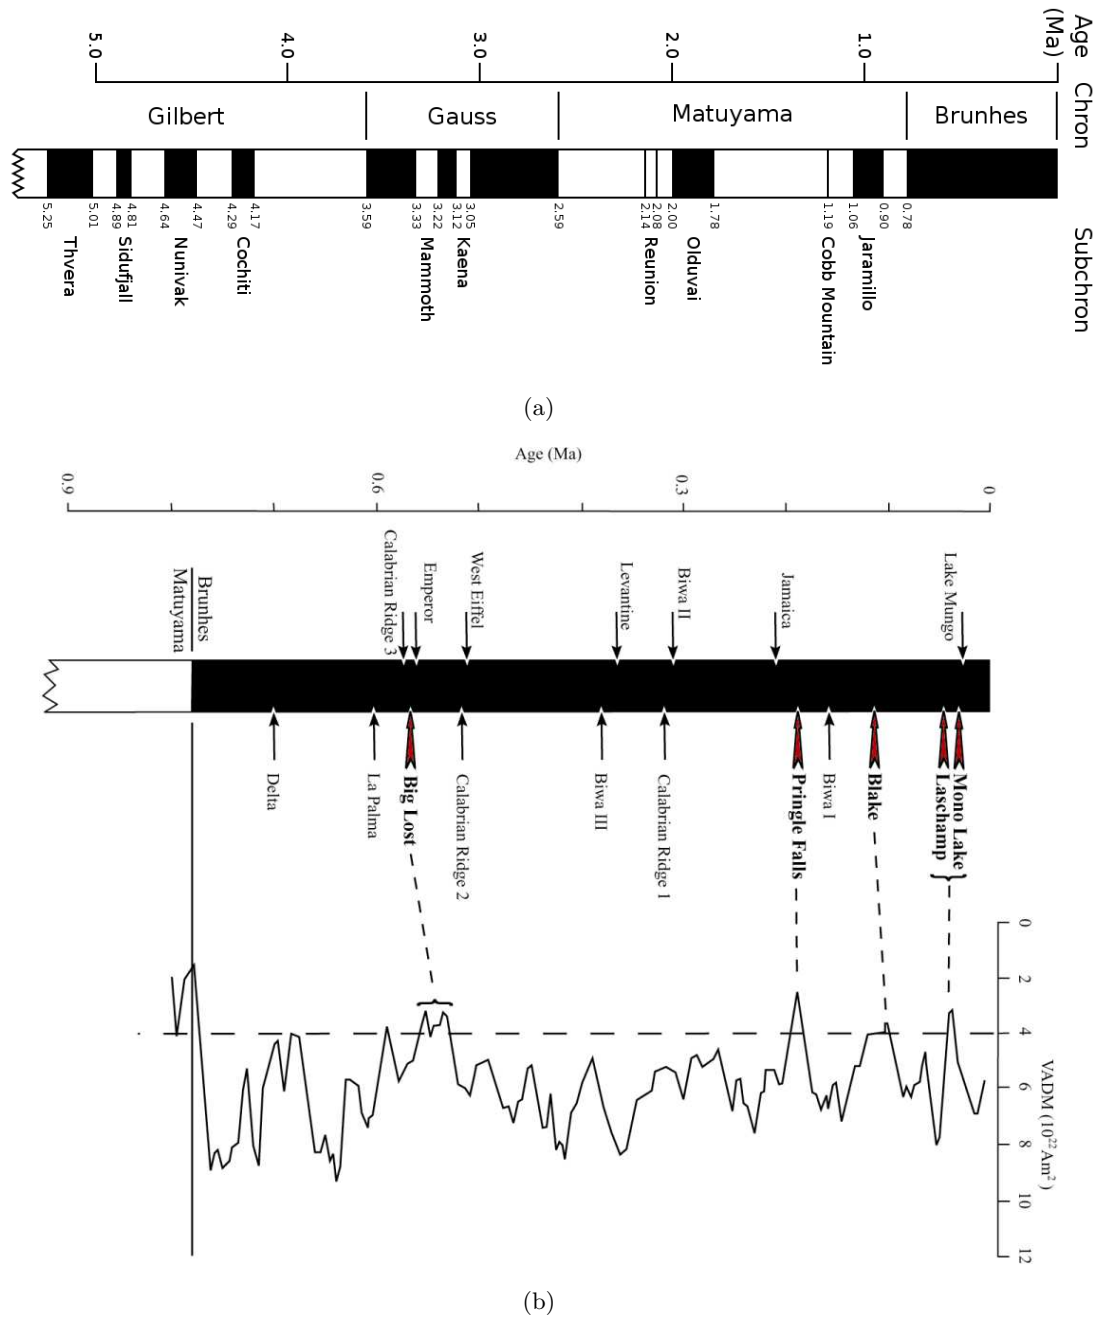 Age
(Ma)
1.0
2.0
3.0
4.0
5.0
Chron
Brunhes
Matuyama
Gauss
Gilbert
0.78
0.90
1.06
1.19
1.78
2.00
2.08
2.14
2.59
3.05
3.12
3.22
3.33
3.59
4.17
4.29
4.47
4.64
4.81
4.89
5.01
5.25
Subchron
Jaramillo
Cobb Mountain
Olduvai
Reunion
Kaena
Mammoth
Cochiti
Nunivak
Sidufjall
Thvera
(a)
Age (Ma)
0.9
0.6
0.3
0
Calabrian Ridge 3
Emperor
West Eiffel
Levantine
Biwa II
Jamaica
Lake Mungo
Brunhes
Matuyama
Delta
La Palma
Big Lost
Calabrian Ridge 2
Biwa III
Calabrian Ridge 1
Pringle Falls
Biwa I
Blake
Mono Lake
Laschamp
0
2
4
6
8
10
12
VADM (10²² Am²)
(b)